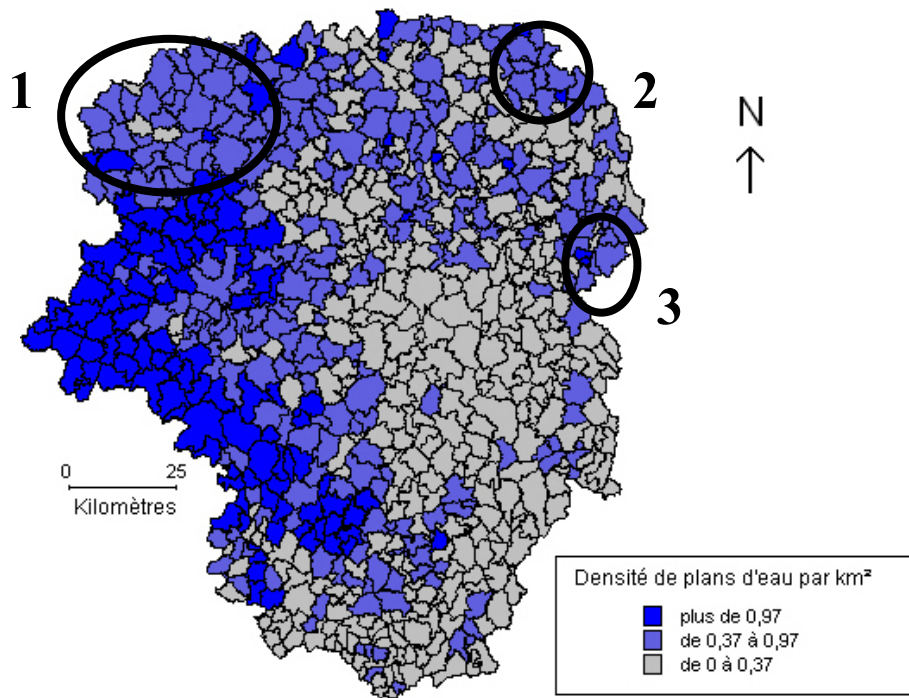 1
2
N
3
0 25
Kilomètres
Densité de plans d'eau par km²
plus de 0,97
de 0,37 à 0,97
de 0 à 0,37